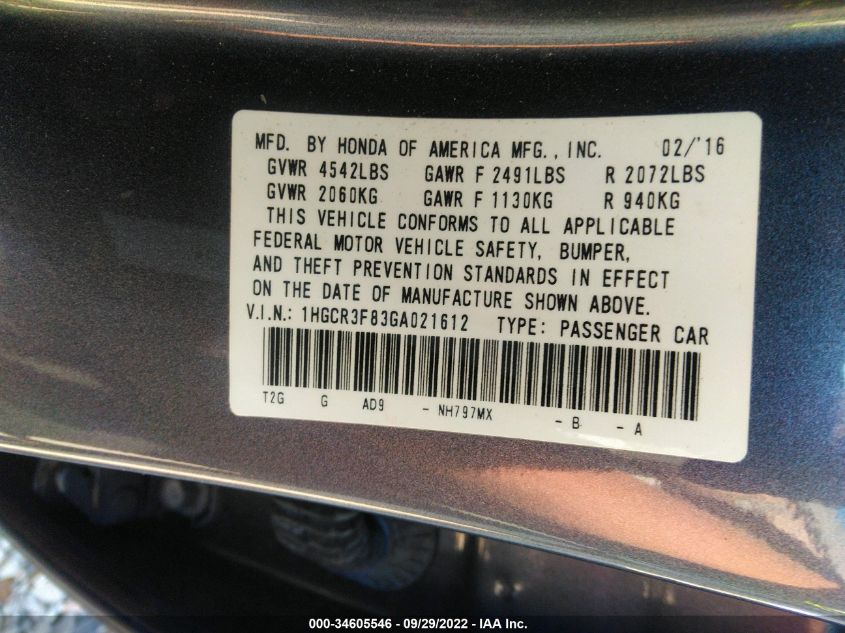 MFD. BY HONDA OF AMERICA MFG., INC. 02/'16
GVWR 4542LBS GAWR F 2491LBS R 2072LBS
GVWR 2060KG GAWR F 1130KG R 940KG
THIS VEHICLE CONFORMS TO ALL APPLICABLE
FEDERAL MOTOR VEHICLE SAFETY, BUMPER,
AND THEFT PREVENTION STANDARDS IN EFFECT
ON THE DATE OF MANUFACTURE SHOWN ABOVE.
V.I.N.: 1HGCR3F83GA021612 TYPE: PASSENGER CAR
T2G G AD9 - NH797MX - B - A
000-34605546 - 09/29/2022 - IAA Inc.